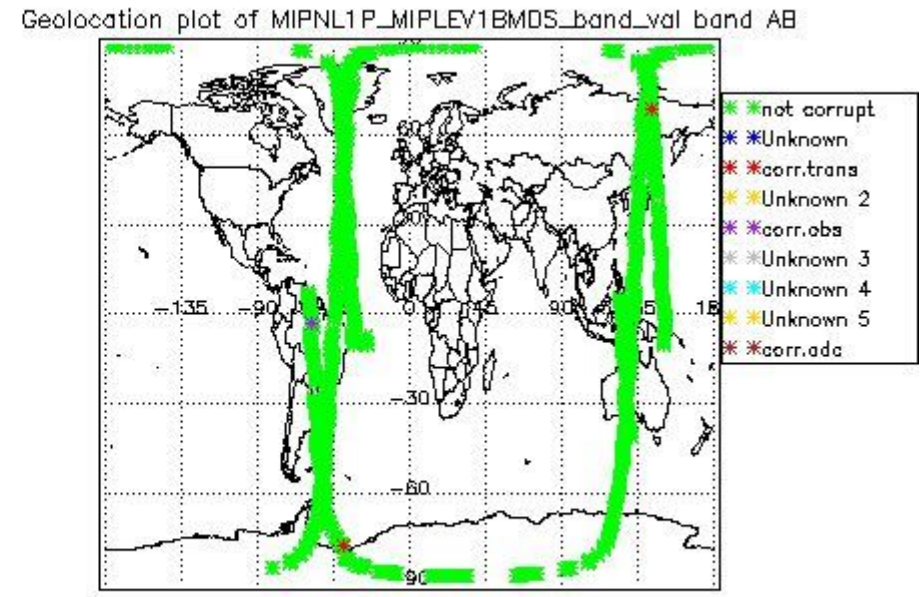 Geolocation plot of MIPNL1P_MIPLEV1BMDS_band_val band AB
not corrupt
Unknown
corr.trans
Unknown 2
corr.obs
Unknown 3
Unknown 4
Unknown 5
corr.adc
60
-135 -90 0 45 90
-30
-60
90